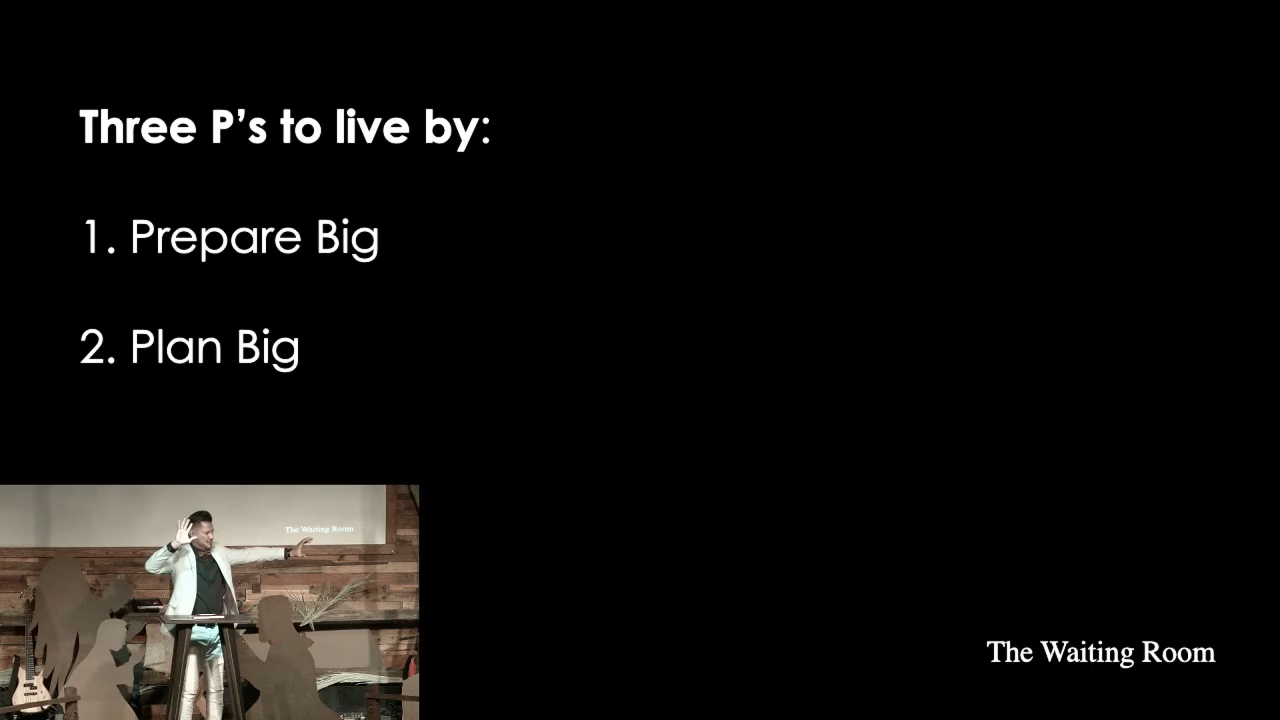 Three P’s to live by:
1. Prepare Big
2. Plan Big
The Waiting Room
The Waiting Room